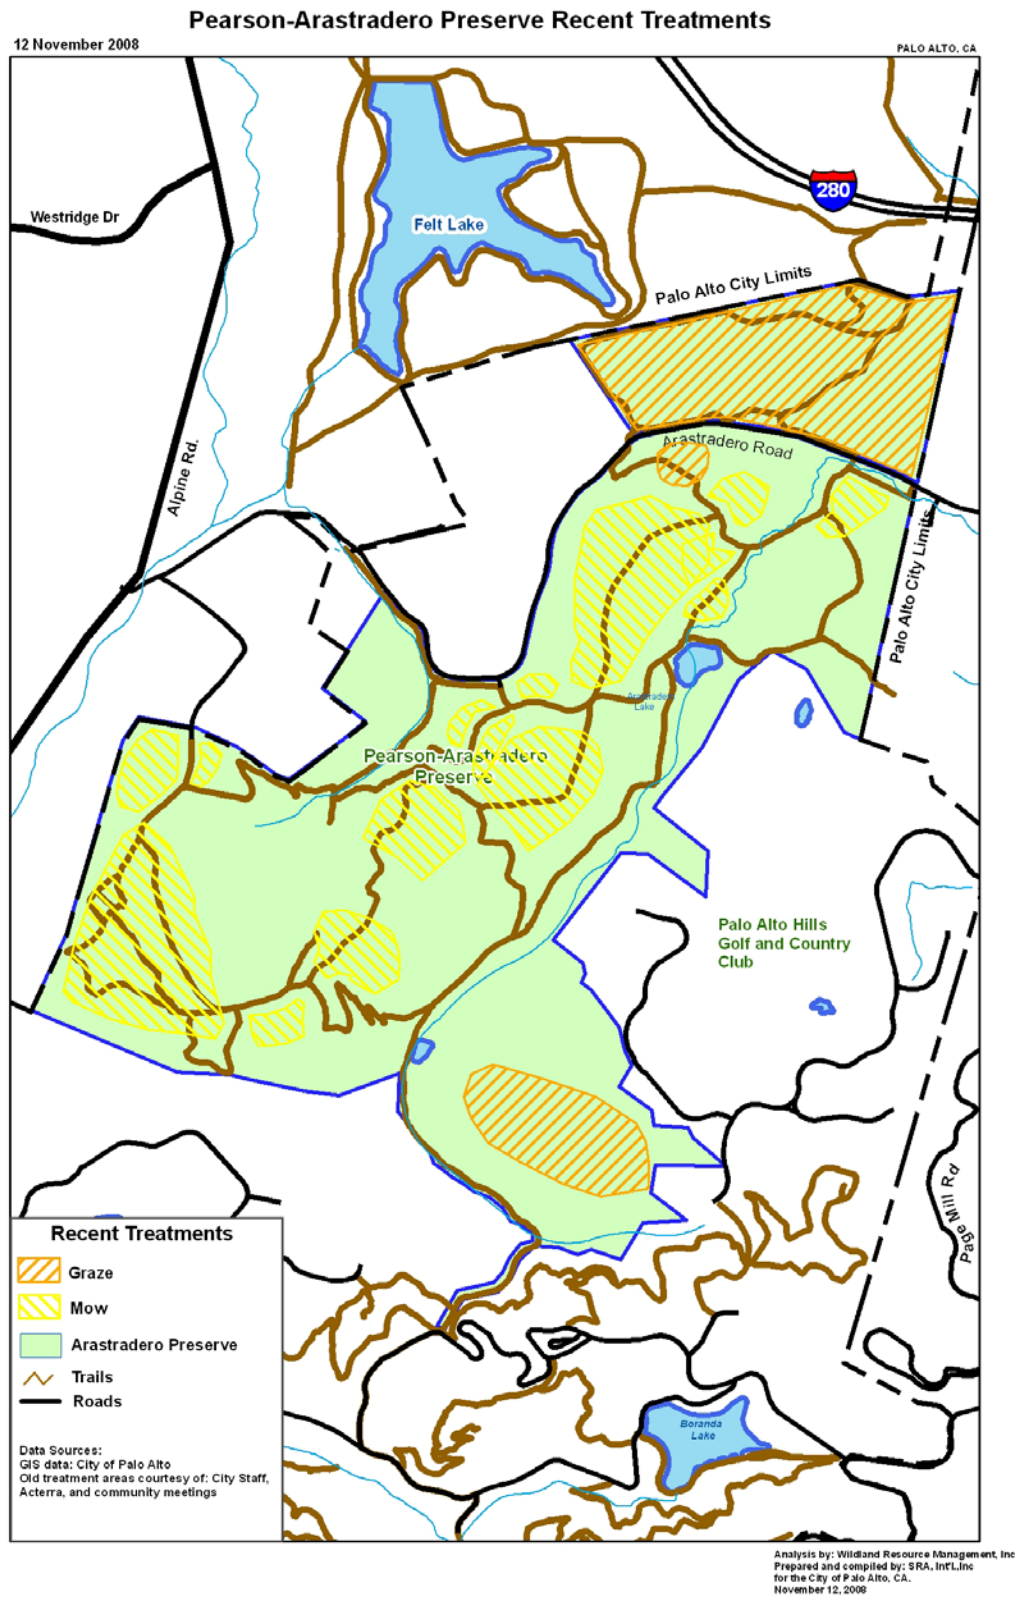 Pearson-Arastradero Preserve Recent Treatments
12 November 2008
PALO ALTO, CA
280
Westridge Dr
Felt Lake
Palo Alto City Limits
Arastradero Road
Alpine Rd.
Palo Alto City Limits
Arastradero
Lake
Pearson-Arastradero
Preserve
Palo Alto Hills
Golf and Country
Club
Page Mill Rd
Recent Treatments
Graze
Mow
Arastradero Preserve
Trails
Roads
Boranda
Lake
Data Sources:
GIS data: City of Palo Alto
Old treatment areas courtesy of: City Staff,
Acterra, and community meetings
Analysis by: Wildland Resource Management, Inc
Prepared and compiled by: SRA, Int'L,Inc
for the City of Palo Alto, CA.
November 12, 2008